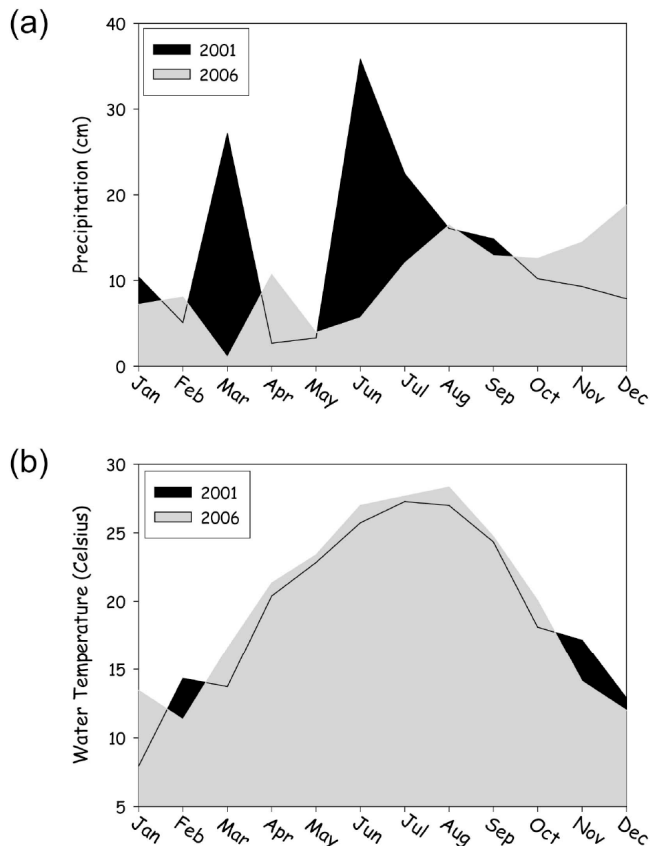 (a)
40
30
20
10
0
Precipitation (cm)
2001
2006
Jan Feb Mar Apr May Jun Jul Aug Sep Oct Nov Dec
(b)
30
25
20
15
10
5
Water Temperature (Celsius)
2001
2006
Jan Feb Mar Apr May Jun Jul Aug Sep Oct Nov Dec